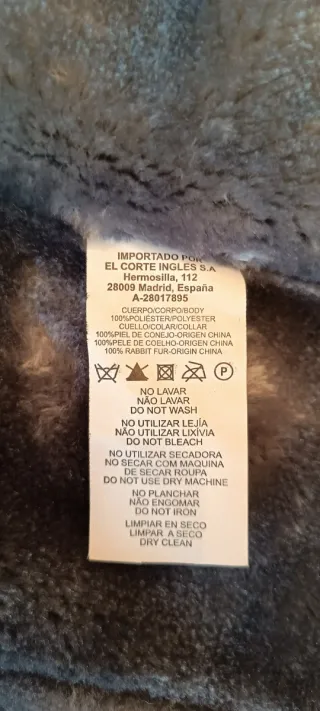 IMPORTADO POR
EL CORTE INGLES S.A
Hermosilla, 112
28009 Madrid, España
A-28017895
CUERPO/CORPO/BODY
100%POLIÉSTER/POLYESTER
CUELLO/COLAR/COLLAR
100%PIEL DE CONEJO-ORIGEN CHINA
100%PELE DE COELHO-ORIGEN CHINA
100% RABBIT FUR-ORIGIN CHINA
P
NO LAVAR
NÃO LAVAR
DO NOT WASH
NO UTILIZAR LEJÍA
NÃO UTILIZAR LIXÍVIA
DO NOT BLEACH
NO UTILIZAR SECADORA
NO SECAR COM MAQUINA
DE SECAR ROUPA
DO NOT USE DRY MACHINE
NO PLANCHAR
NÃO ENGOMAR
DO NOT IRON
LIMPIAR EN SECO
LIMPAR A SECO
DRY CLEAN